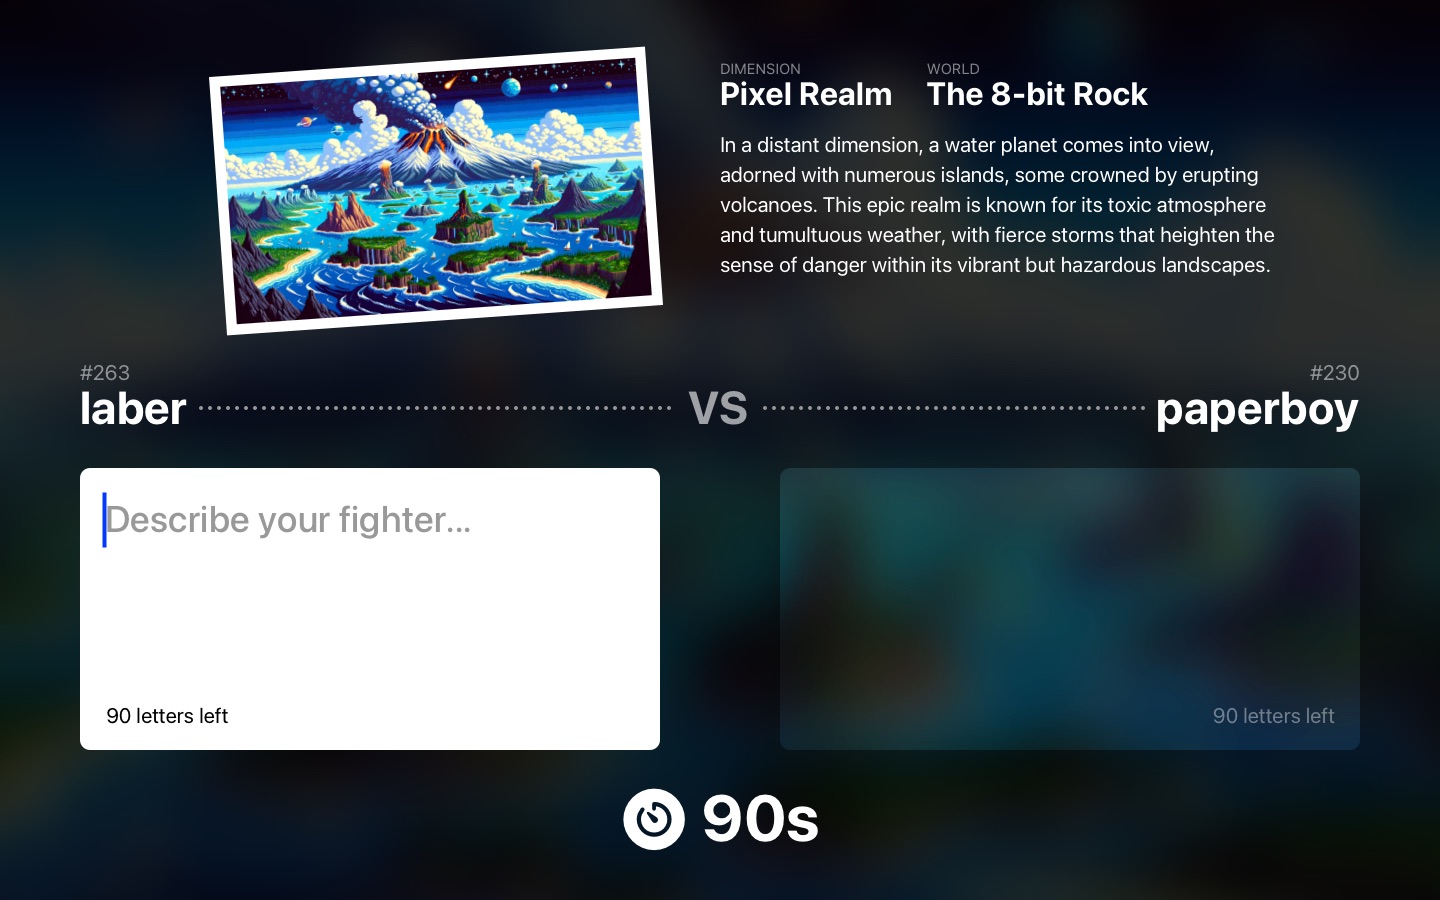 DIMENSION
Pixel Realm
WORLD
The 8-bit Rock
In a distant dimension, a water planet comes into view,
adorned with numerous islands, some crowned by erupting
volcanoes. This epic realm is known for its toxic atmosphere
and tumultuous weather, with fierce storms that heighten the
sense of danger within its vibrant but hazardous landscapes.
#263
laber
VS
#230
paperboy
Describe your fighter...
90 letters left
90 letters left
90s